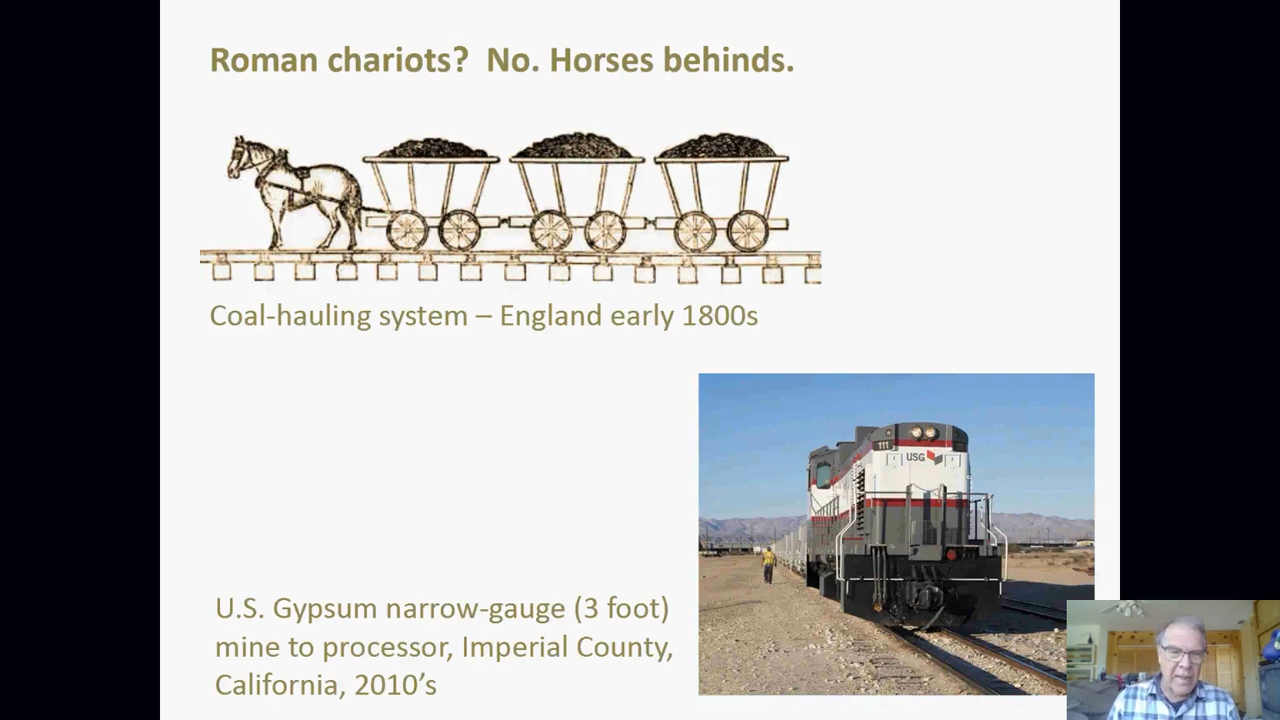 Roman chariots?  No. Horses behinds.
Coal-hauling system – England early 1800s
111
USG
U.S. Gypsum narrow-gauge (3 foot)
mine to processor, Imperial County,
California, 2010’s